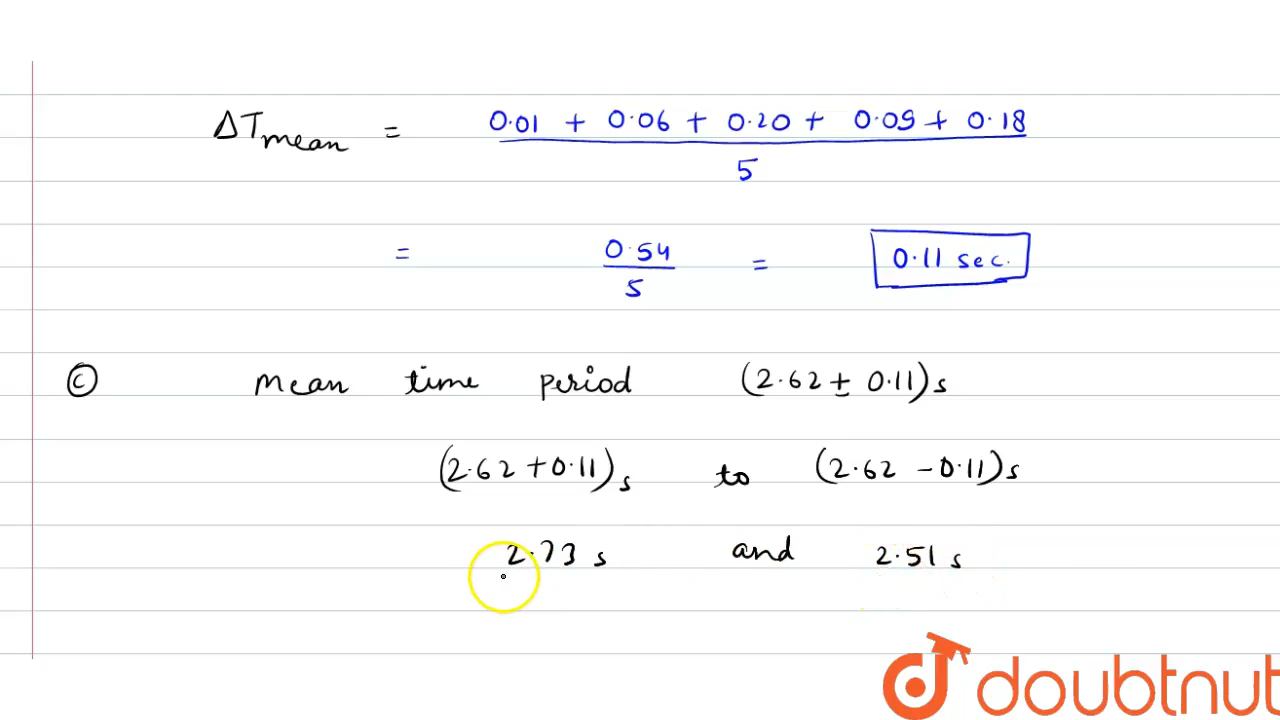 ΔTmean = 0.01 + 0.06 + 0.20 + 0.09 + 0.18
5
= 0.54 = 0.11 sec.
5
(c) Mean time period (2.62 ± 0.11)s
(2.62 + 0.11)s to (2.62 - 0.11)s
2.73 s and 2.51 s
doubtnut